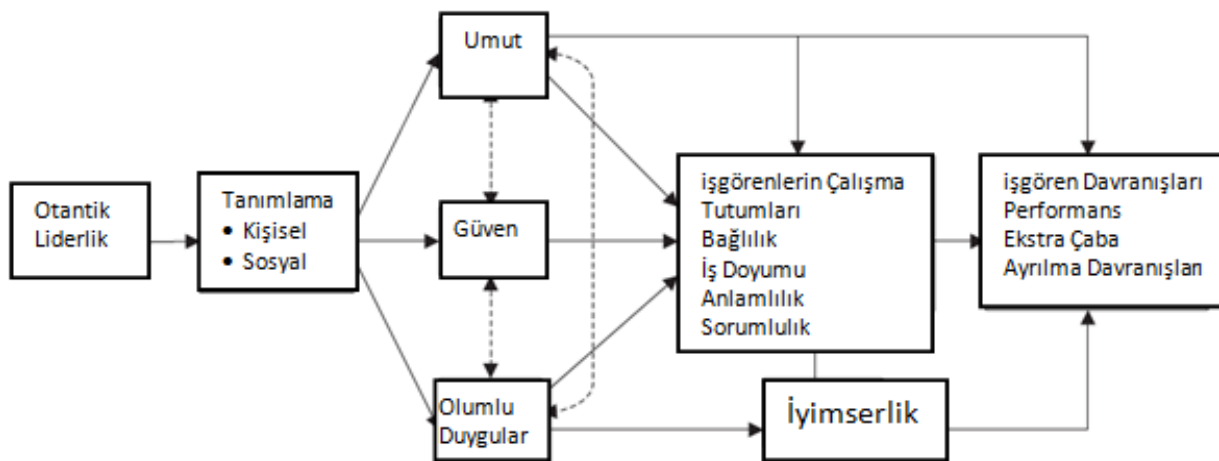 Otantik
Liderlik
Tanımlama
• Kişisel
• Sosyal
Umut
Güven
Olumlu
Duygular
işgörenlerin Çalışma
Tutumları
Bağlılık
İş Doyumu
Anlamlılık
Sorumlulık
İyimserlik
işgören Davranışları
Performans
Ekstra Çaba
Ayrılma Davranışları